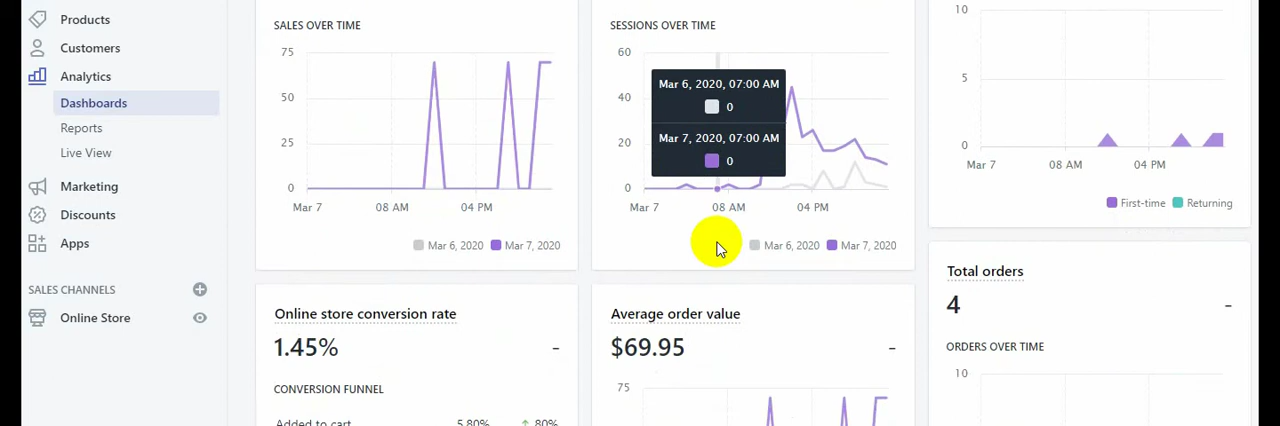 Products
Customers
Analytics
Dashboards
Reports
Live View
Marketing
Discounts
Apps
SALES CHANNELS
Online Store
SALES OVER TIME
75
50
25
0
Mar 7 08 AM 04 PM
Mar 6, 2020 Mar 7, 2020
SESSIONS OVER TIME
60
40
20
0
Mar 6, 2020, 07:00 AM
0
Mar 7, 2020, 07:00 AM
0
Mar 7 08 AM 04 PM
Mar 6, 2020 Mar 7, 2020
10
5
0
Mar 7 08 AM 04 PM
First-time Returning
Online store conversion rate
1.45% -
CONVERSION FUNNEL
Added to cart 5.80% ↑ 80%
Average order value
$69.95 -
75
Total orders
4 -
ORDERS OVER TIME
10